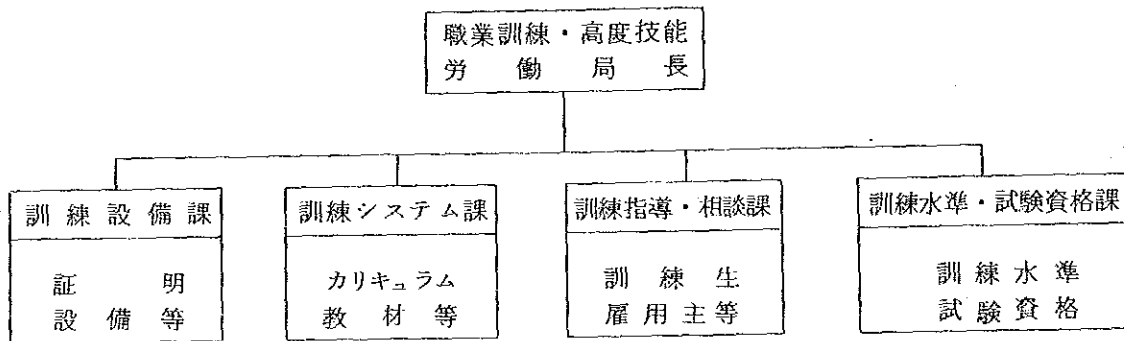 職業訓練・高度技能
労働局長
訓練設備課
証明
設備等
訓練システム課
カリキュラム
教材等
訓練指導・相談課
訓練生
雇用主等
訓練水準・試験資格課
訓練水準
試験資格